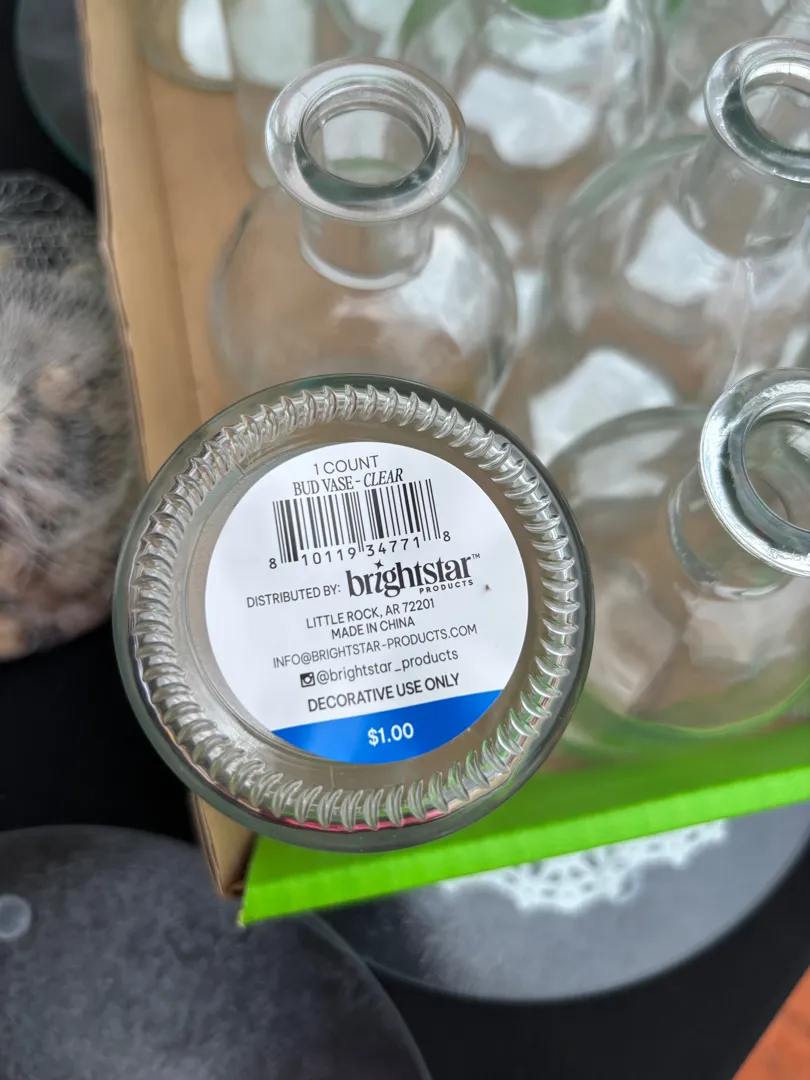 1 COUNT
BUD VASE - CLEAR
8 10119 34771 8
DISTRIBUTED BY: brightstar™
PRODUCTS
LITTLE ROCK, AR 72201
MADE IN CHINA
INFO@BRIGHTSTAR-PRODUCTS.COM
@brightstar_products
DECORATIVE USE ONLY
$1.00